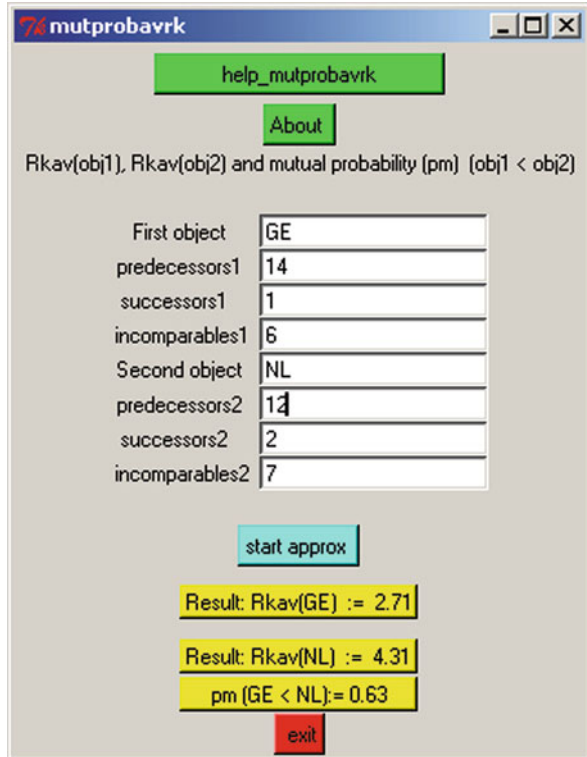 mutprobavrk
help_mutprobavrk
About
Rkav(obj1), Rkav(obj2) and mutual probability (pm) (obj1 < obj2)
First object GE
predecessors1 14
successors1 1
incomparables1 6
Second object NL
predecessors2 12
successors2 2
incomparables2 7
start approx
Result: Rkav(GE) := 2.71
Result: Rkav(NL) := 4.31
pm (GE < NL):= 0.63
exit